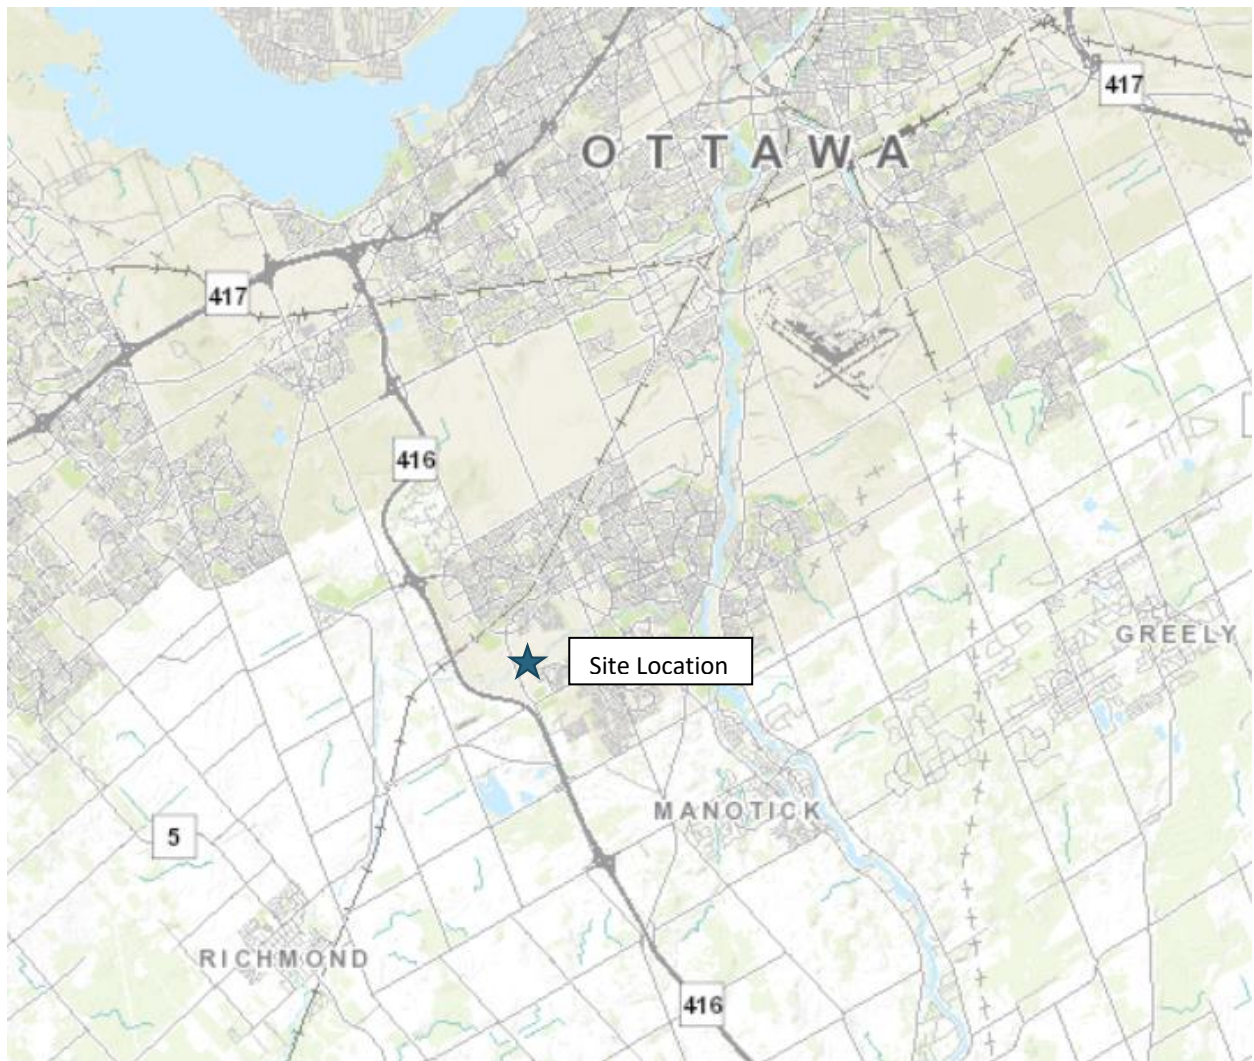 417
OTTAWA
417
416
GREELY
Site Location
MANOTICK
5
RICHMOND
416